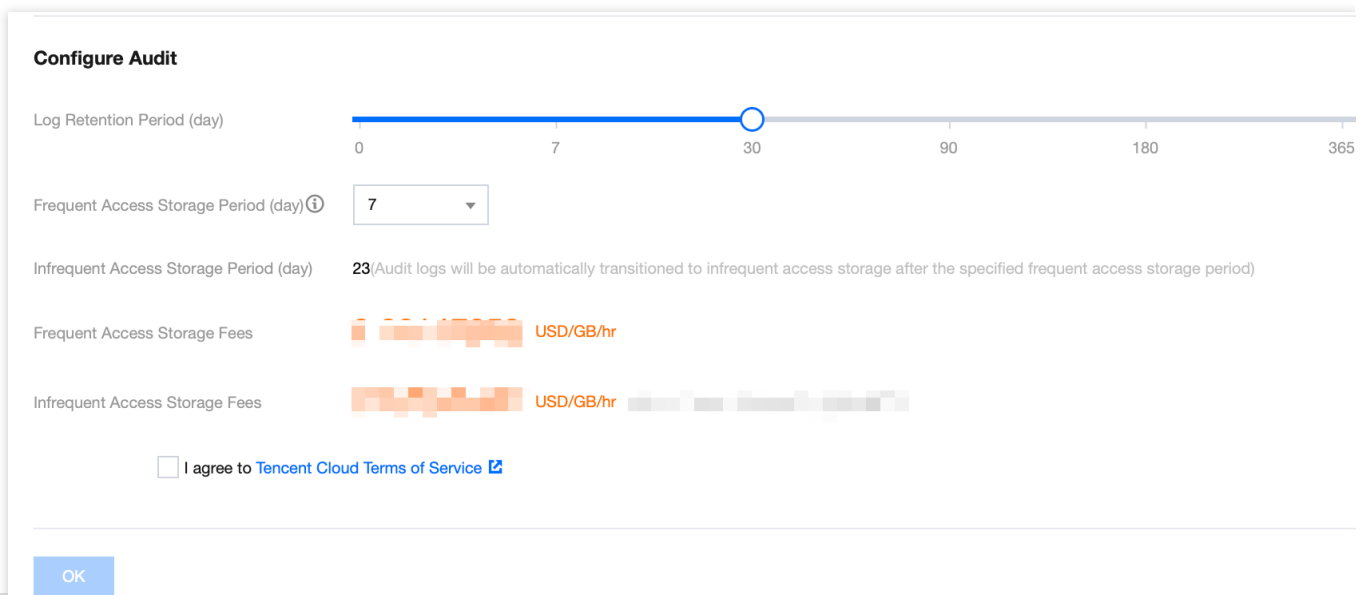 Configure Audit
Log Retention Period (day)
0 7 30 90 180 365
Frequent Access Storage Period (day) 7
Infrequent Access Storage Period (day) 23(Audit logs will be automatically transitioned to infrequent access storage after the specified frequent access storage period)
Frequent Access Storage Fees USD/GB/hr
Infrequent Access Storage Fees USD/GB/hr
I agree to Tencent Cloud Terms of Service
OK